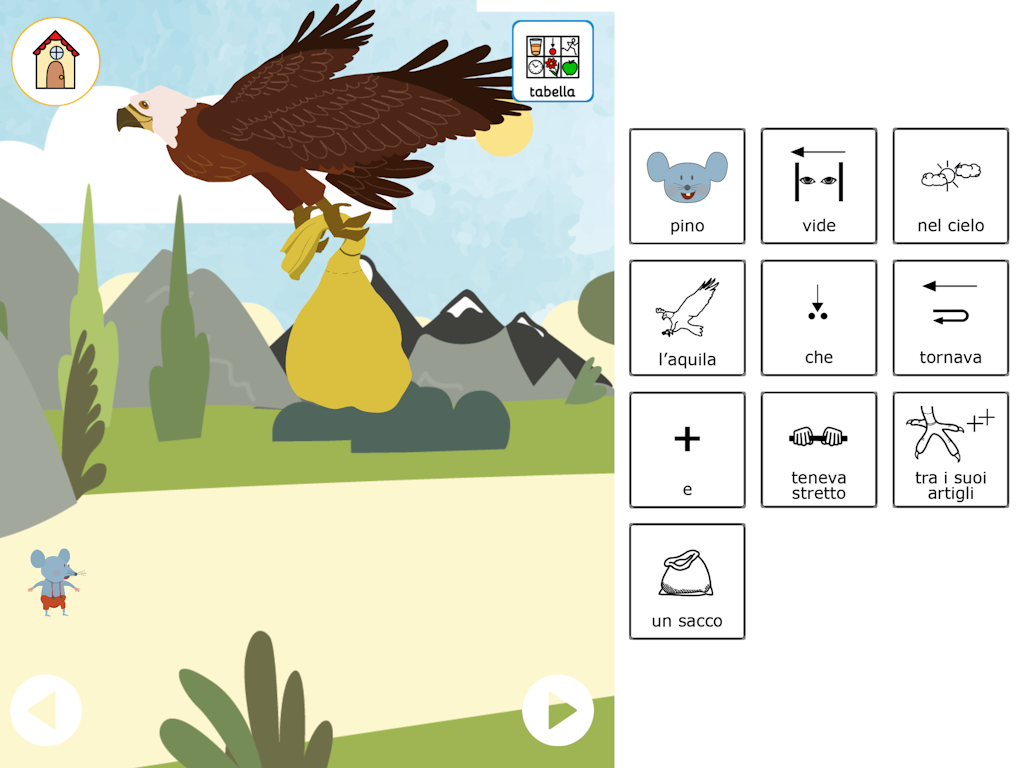 tabella
pino
vide
nel cielo
l'aquila
che
tornava
e
teneva
stretto
tra i suoi
artigli
un sacco